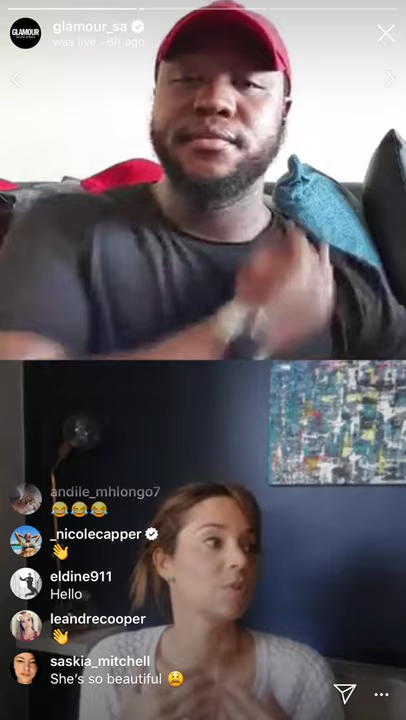 GLAMOUR
glamour_sa
was live · 6h ago
andile_mhlongo7
😂😂😂
_nicolecapper
👋
eldine911
Hello
leandrecooper
👋
saskia_mitchell
She's so beautiful 😫